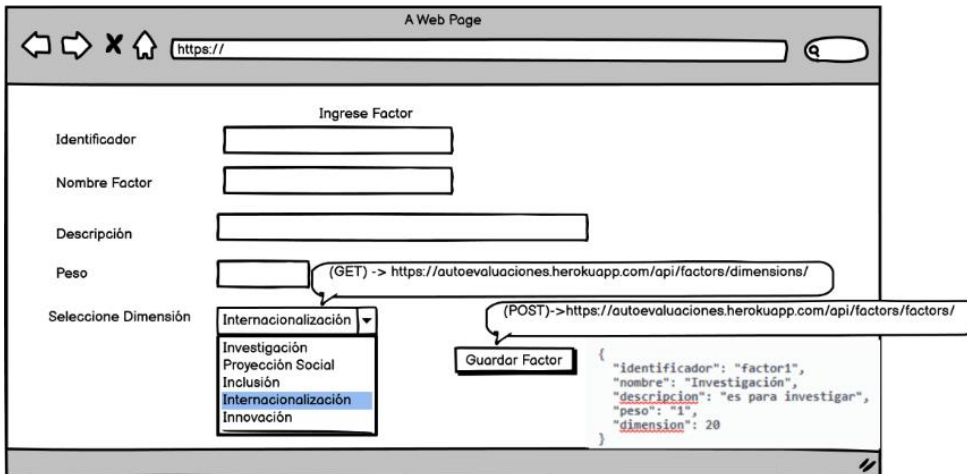 A Web Page
https://
Ingrese Factor
Identificador
Nombre Factor
Descripción
Peso
(GET) -> https://autoevaluaciones.herokuapp.com/api/factors/dimensions/
Seleccione Dimensión
Internacionalización
(POST)->https://autoevaluaciones.herokuapp.com/api/factors/factors/
Investigación
Proyección Social
Inclusión
Internacionalización
Innovación
Guardar Factor
{
"identificador": "factor1",
"nombre": "Investigación",
"descripcion": "es para investigar",
"peso": "1",
"dimension": 20
}